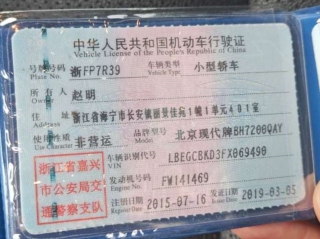 中华人民共和国机动车行驶证
Vehicle License of the People's Republic of China
号牌号码 浙FP7R39 车辆类型 小型轿车
Plate No. Vehicle Type
所有人 赵明
Owner
住址 浙江省海宁市长安镇丽景佳苑1幢1单元401室
Address
使用性质 非营运 品牌型号 北京现代牌BH7200QAY
Use Character Model
浙江省嘉兴
市公安局交
通警察支队
车辆识别代号 LBEGCBKD3FX069490
VIN
发动机号码 FW141469
Engine No.
注册日期 2015-07-16 发证日期 2019-03-05
Register Date Issue Date